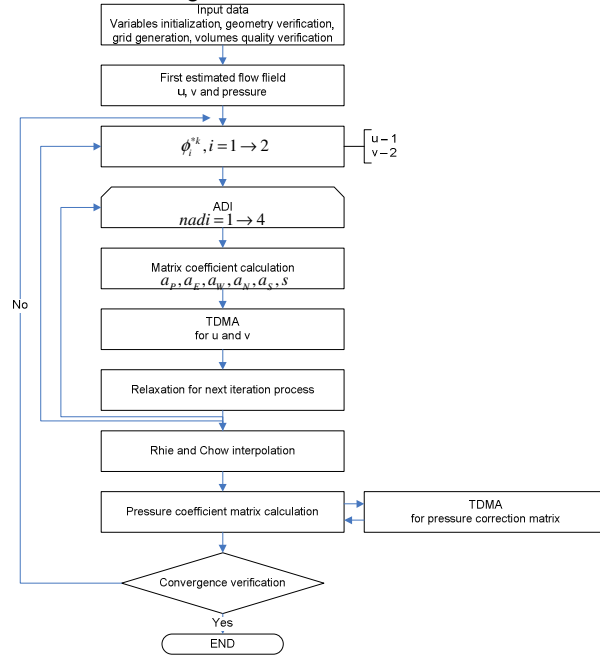 Input data
Variables initialization, geometry verification,
grid generation, volumes quality verification
First estimated flow flield
u, v and pressure
ϕ_i^{*k}, i = 1 → 2
u – 1
v – 2
ADI
nadi = 1 → 4
Matrix coefficient calculation
a_P, a_E, a_W, a_N, a_S, s
No
TDMA
for u and v
Relaxation for next iteration process
Rhie and Chow interpolation
Pressure coefficient matrix calculation
TDMA
for pressure correction matrix
Convergence verification
Yes
END